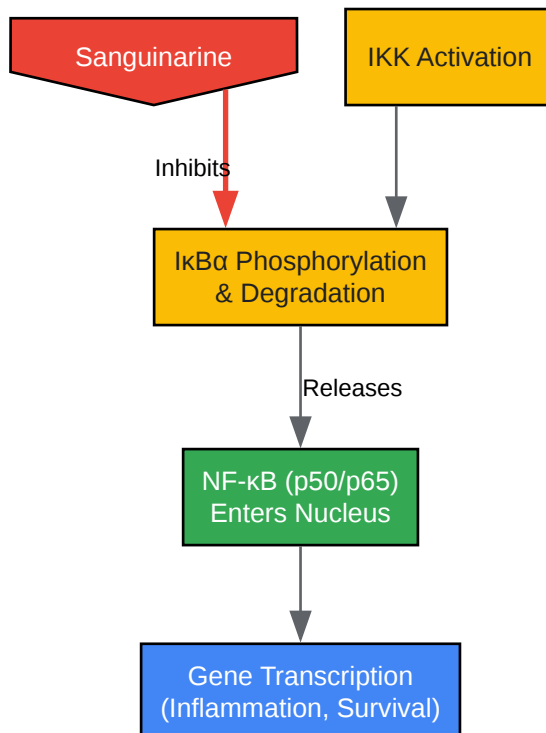 Sanguinarine
IKK Activation
Inhibits
IκBα Phosphorylation
& Degradation
Releases
NF-κB (p50/p65)
Enters Nucleus
Gene Transcription
(Inflammation, Survival)